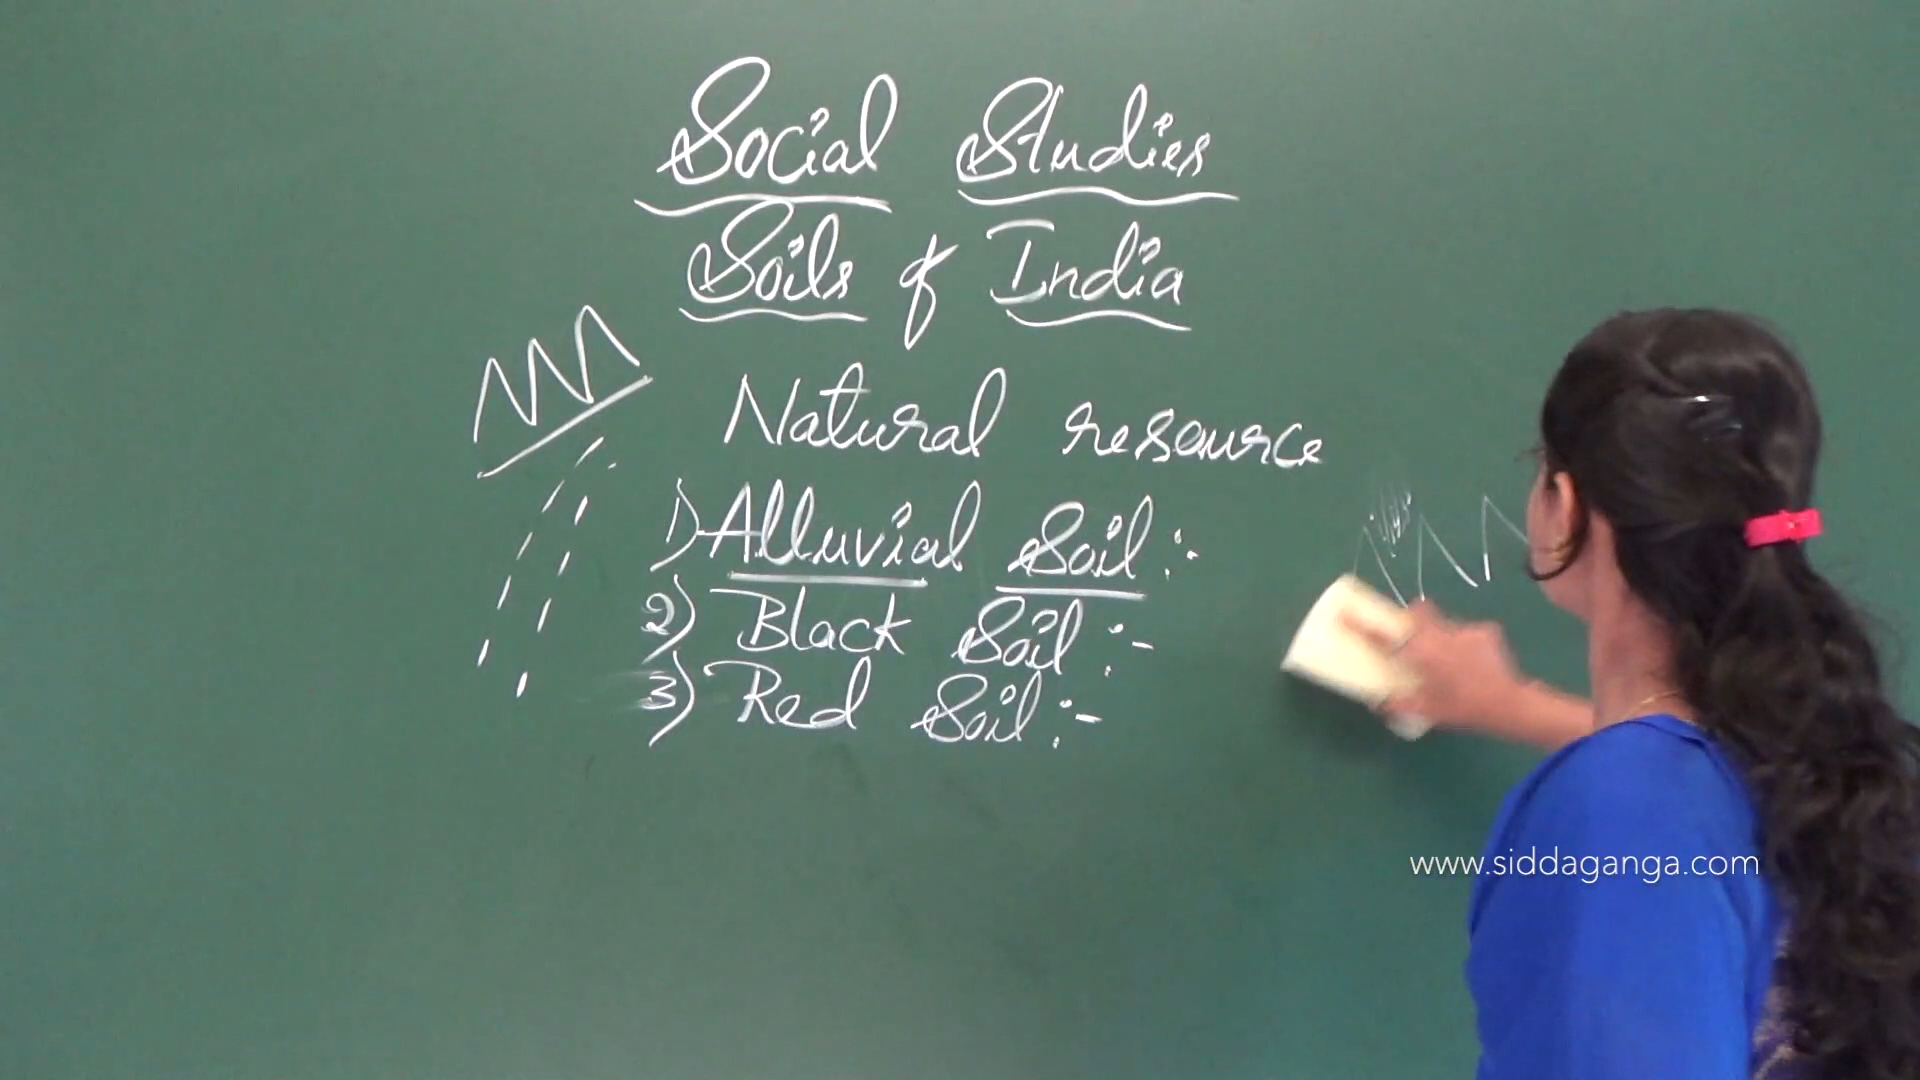 Social Studies
Soils of India
Natural resource
1) Alluvial Soil :-
2) Black Soil :-
3) Red Soil :-
www.siddaganga.com